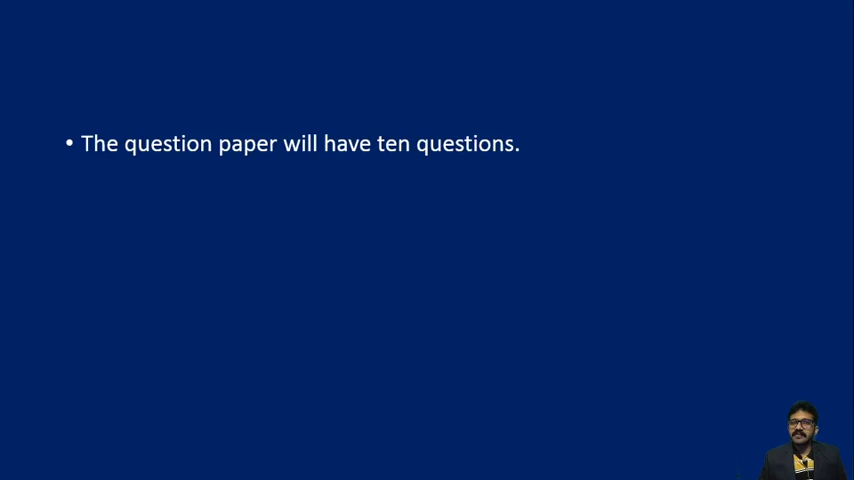 • The question paper will have ten questions.